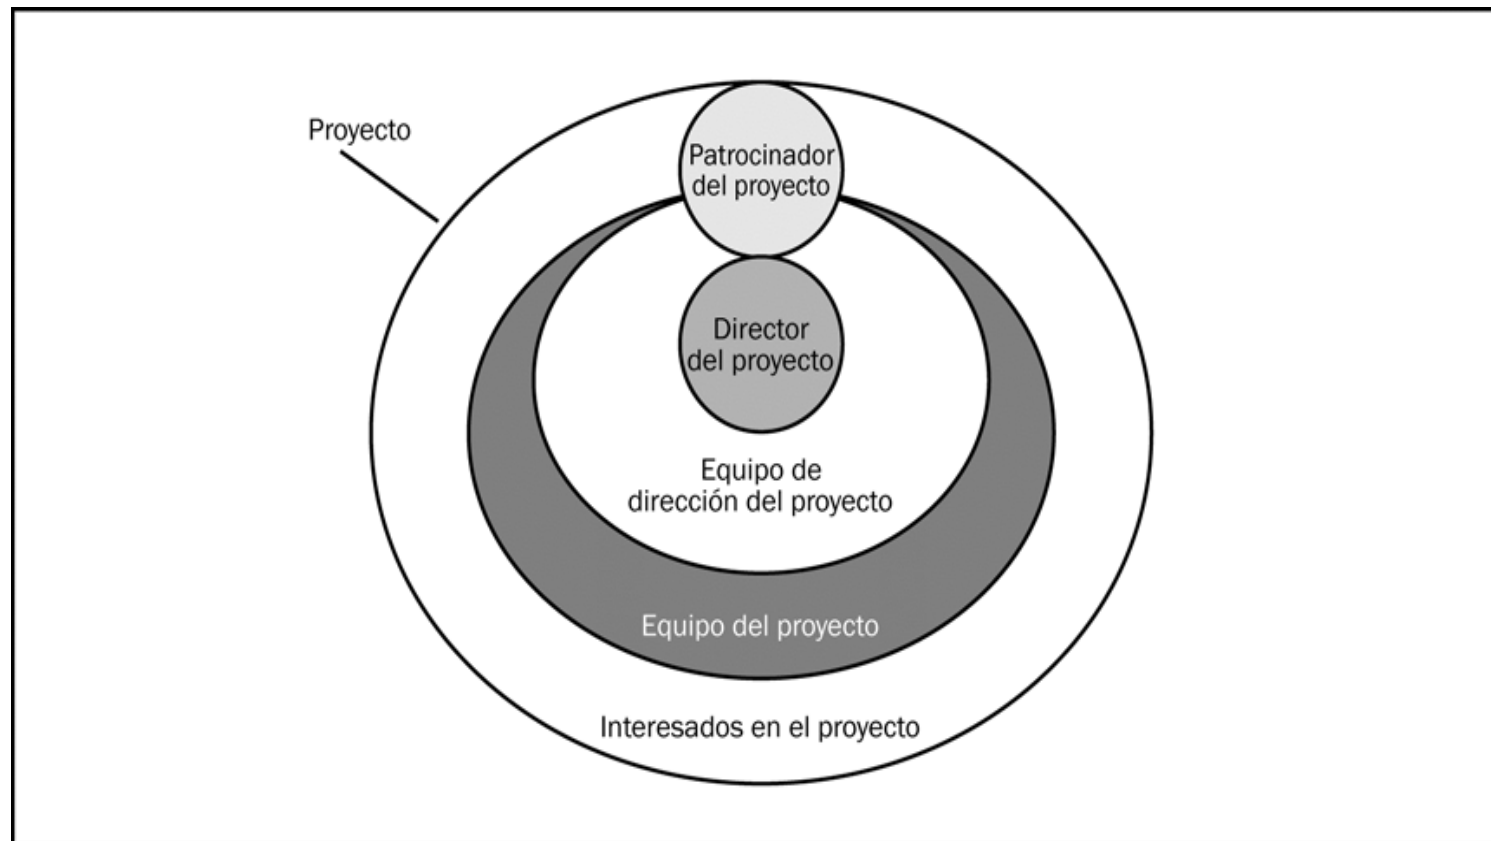 Proyecto
Patrocinador
del proyecto
Director
del proyecto
Equipo de
dirección del proyecto
Equipo del proyecto
Interesados en el proyecto